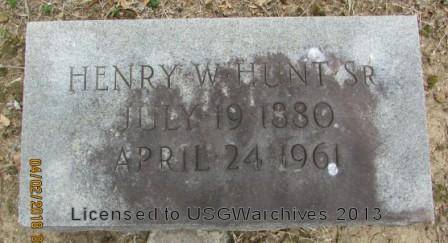 HENRY W HUNT SR
JULY 19 1880
APRIL 24 1961
Licensed to USGWarchives 2013